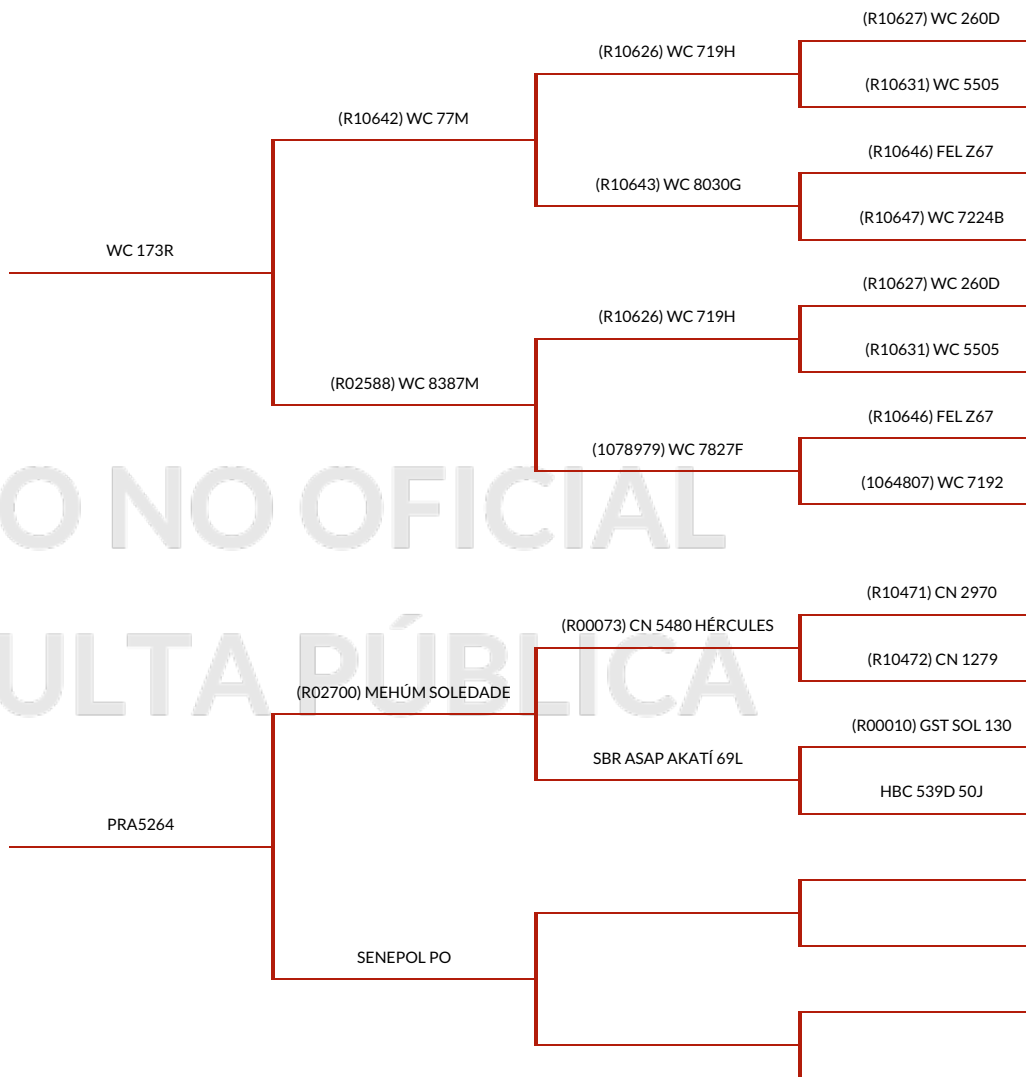 (R10627) WC 260D
(R10626) WC 719H
(R10631) WC 5505
(R10642) WC 77M
(R10646) FEL Z67
(R10643) WC 8030G
(R10647) WC 7224B
WC 173R
(R10627) WC 260D
(R10626) WC 719H
(R10631) WC 5505
(R02588) WC 8387M
(R10646) FEL Z67
(1078979) WC 7827F
(1064807) WC 7192
O NO OFICIAL
(R10471) CN 2970
(R00073) CN 5480 HÉRCULES
(R10472) CN 1279
ULTA PÚBLICA
(R02700) MEHÚM SOLEDADE
(R00010) GST SOL 130
SBR ASAP AKATÍ 69L
HBC 539D 50J
PRA5264
SENEPOL PO